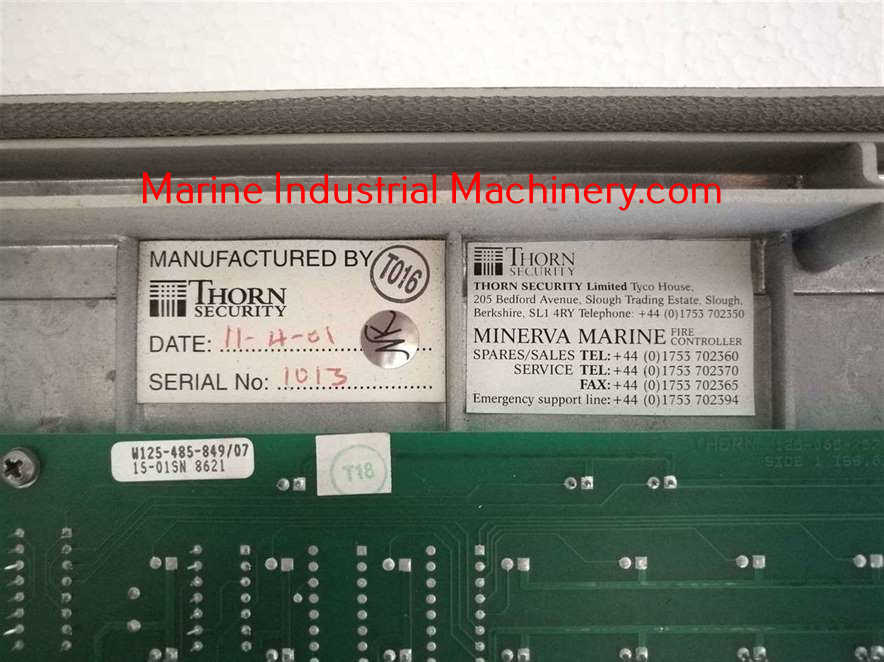 Marine Industrial Machinery.com
MANUFACTURED BY
T016
THORN
SECURITY
DATE: 11-4-01
SERIAL No: 1013
THORN
SECURITY
THORN SECURITY Limited Tyco House,
205 Bedford Avenue, Slough Trading Estate, Slough,
Berkshire, SL1 4RY Telephone: +44 (0)1753 702350
MINERVA MARINE FIRE
CONTROLLER
SPARES/SALES TEL:+44 (0)1753 702360
SERVICE TEL:+44 (0)1753 702370
FAX:+44 (0)1753 702365
Emergency support line:+44 (0)1753 702394
W125-485-849/07
15-01SN 8621
T18
THORN
SIDE 1